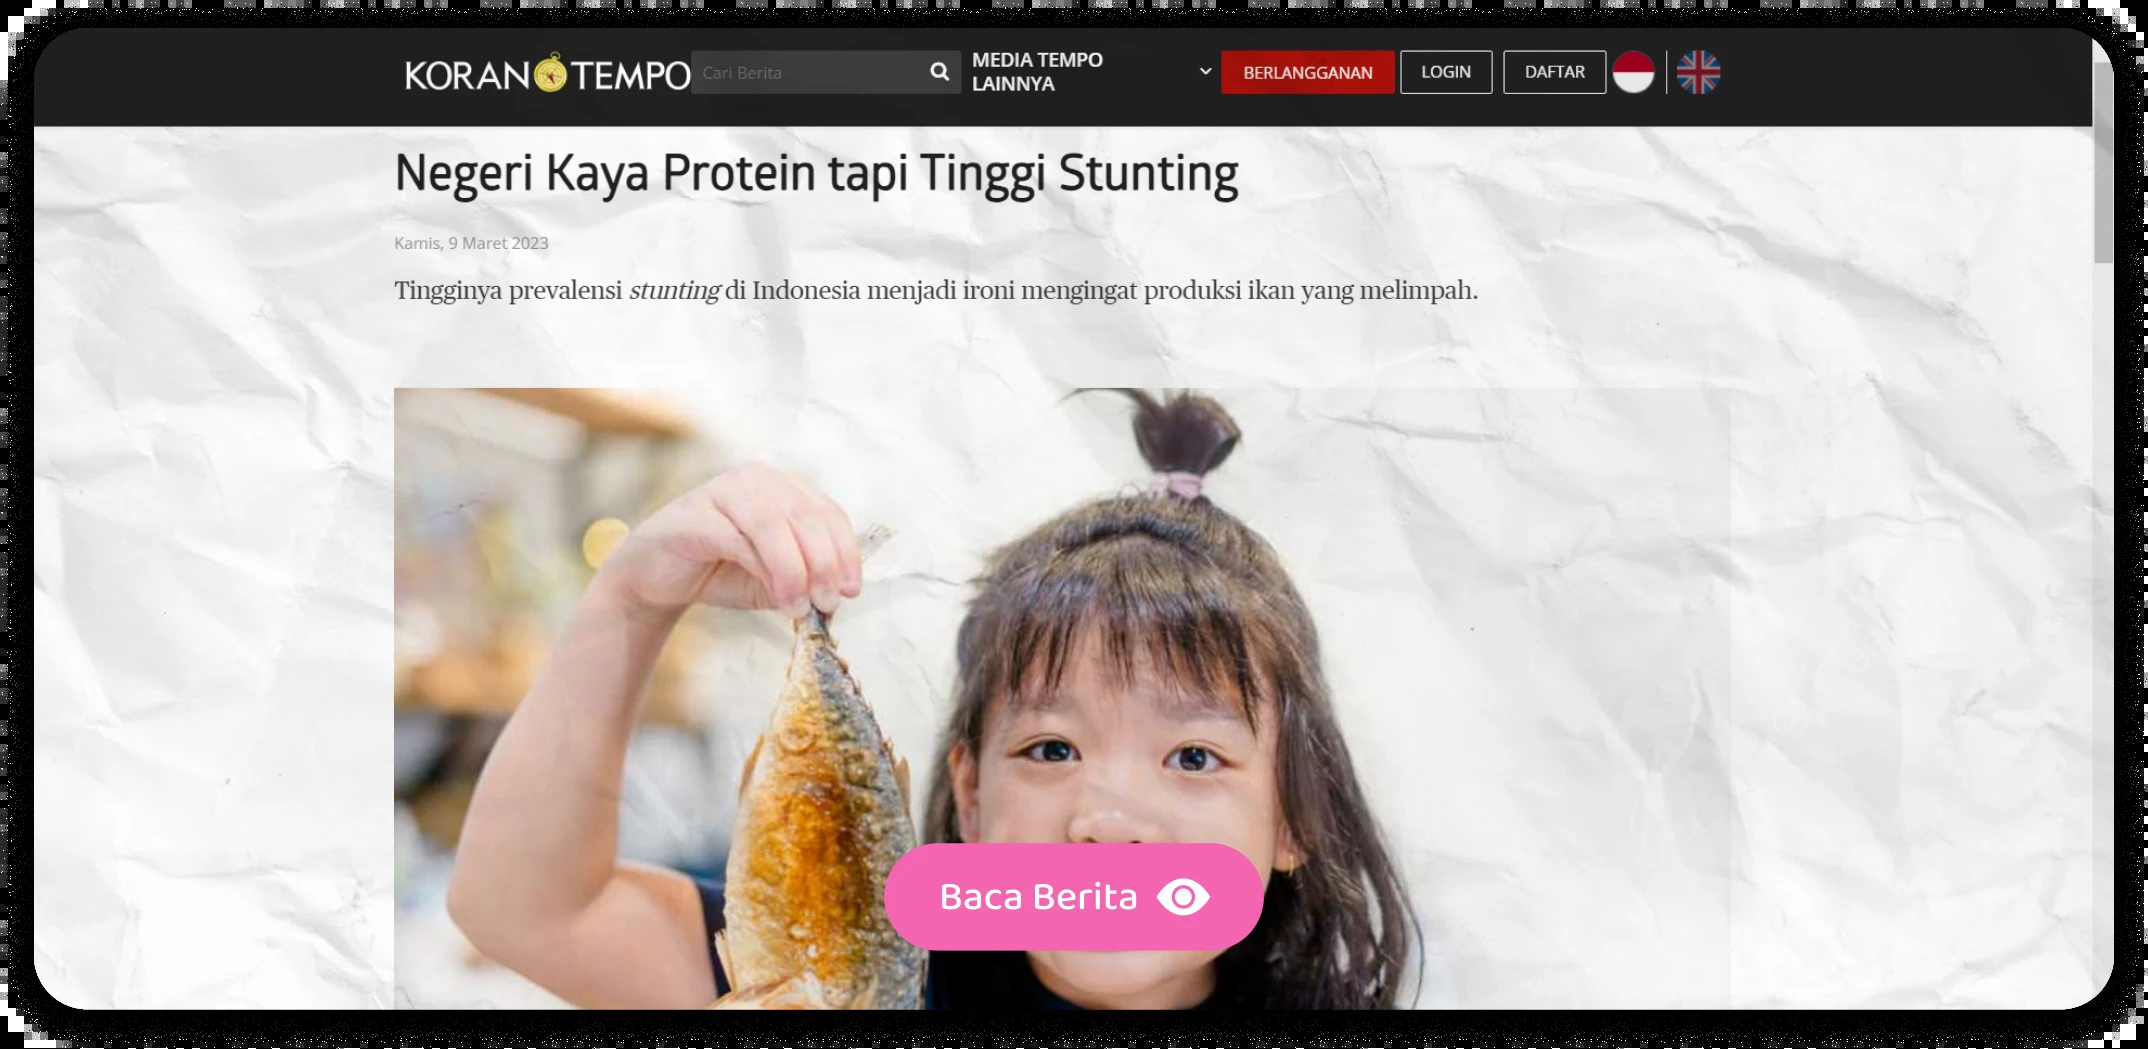 KORAN TEMPO
Cari Berita
MEDIA TEMPO
LAINNYA
BERLANGGANAN
LOGIN
DAFTAR
Negeri Kaya Protein tapi Tinggi Stunting
Kamis, 9 Maret 2023
Tingginya prevalensi stunting di Indonesia menjadi ironi mengingat produksi ikan yang melimpah.
Baca Berita